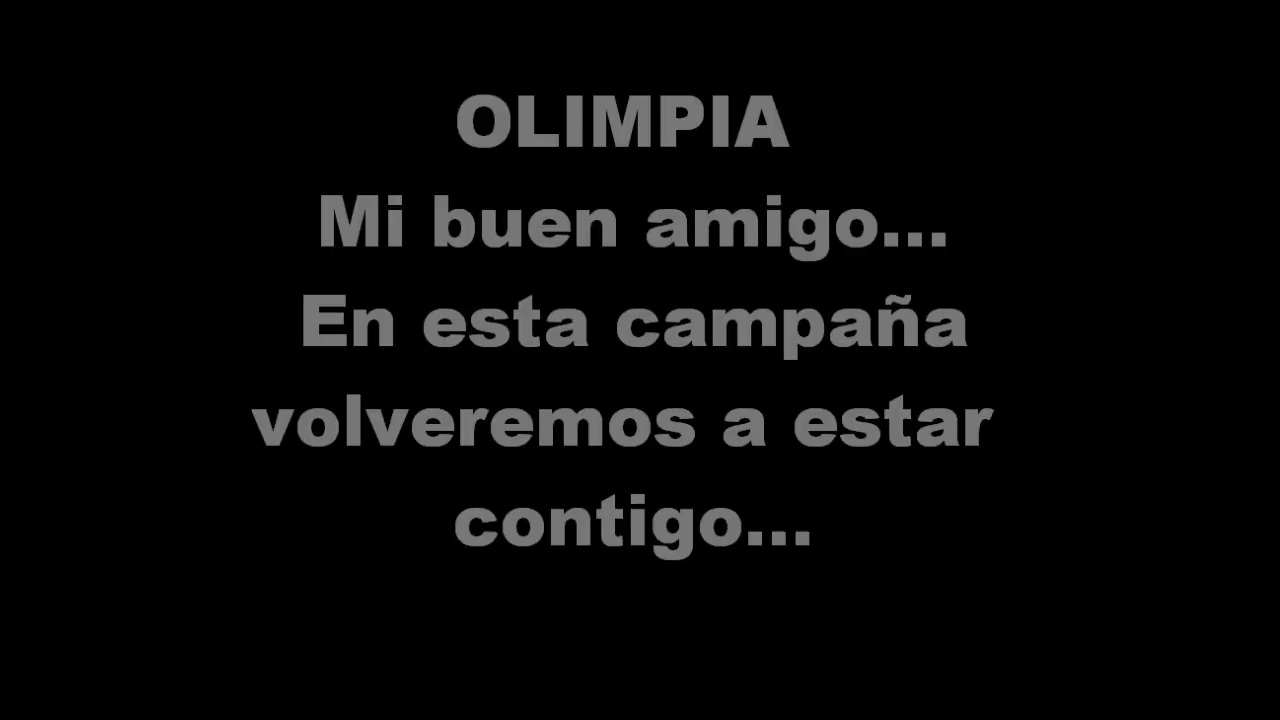 OLIMPIA
Mi buen amigo...
En esta campaña
volveremos a estar
contigo...